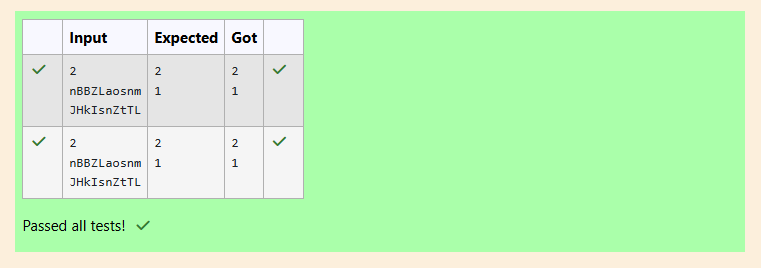 Input Expected Got
2 2 2
nBBZLaosnm 1 1
JHkIsnZtTL
2 2 2
nBBZLaosnm 1 1
JHkIsnZtTL
Passed all tests!